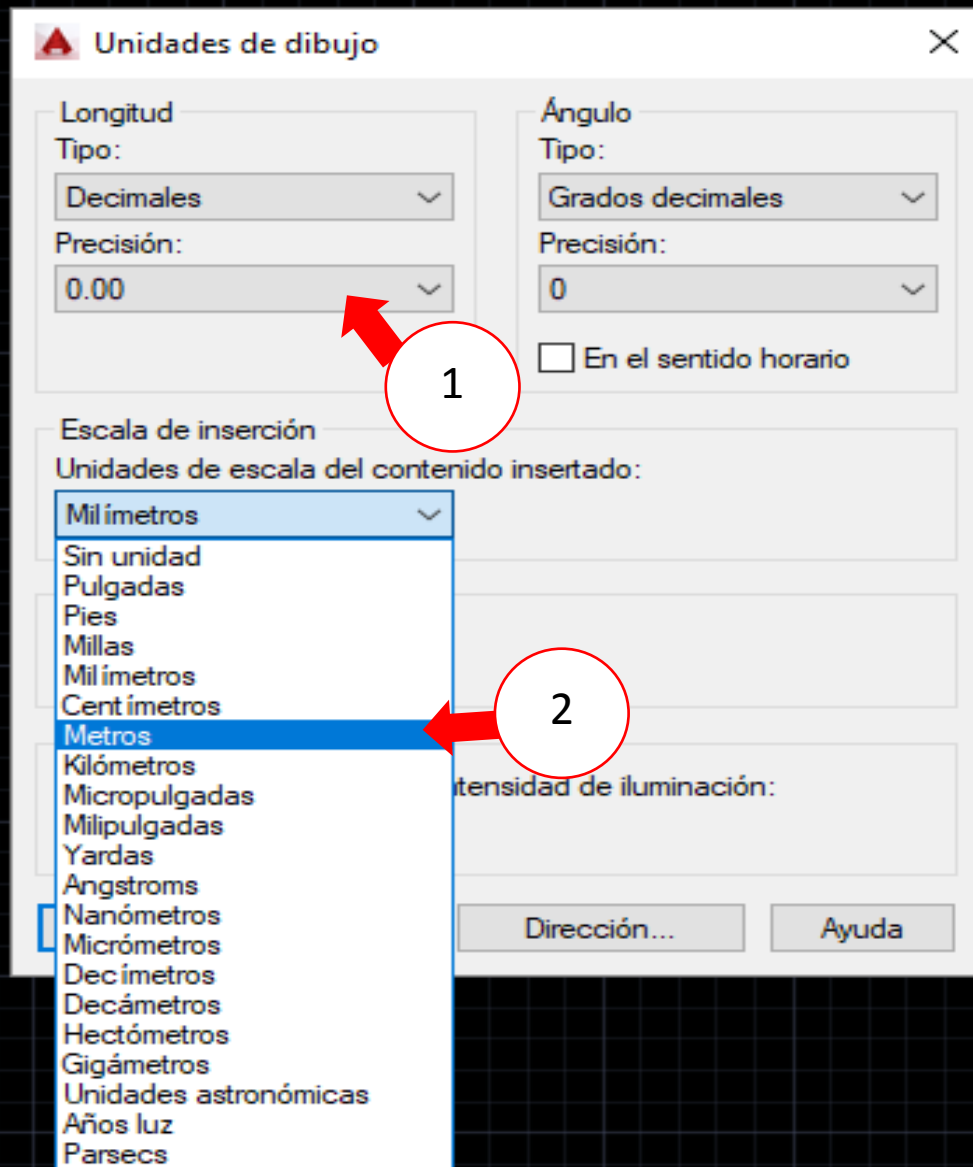 Unidades de dibujo
Longitud
Tipo:
Decimales
Precisión:
0.00
Ángulo
Tipo:
Grados decimales
Precisión:
0
En el sentido horario
1
Escala de inserción
Unidades de escala del contenido insertado:
Milímetros
Sin unidad
Pulgadas
Pies
Millas
Milímetros
Centímetros
Metros
2
Kilómetros
Micropulgadas
Milipulgadas
Yardas
Angstroms
Nanómetros
Micrómetros
Decímetros
Decámetros
Hectómetros
Gigámetros
Unidades astronómicas
Años luz
Parsecs
de iluminación:
Dirección...
Ayuda